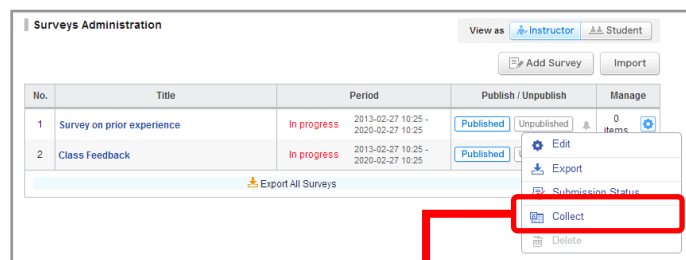 Surveys Administration
View as Instructor Student
Add Survey Import
No. Title Period Publish / Unpublish Manage
1 Survey on prior experience In progress 2013-02-27 10:25 - 2020-02-27 10:25 Published Unpublished 0 items
2 Class Feedback In progress 2013-02-27 10:25 - 2020-02-27 10:25 Published U
Export All Surveys
Edit
Export
Submission Status
Collect
Delete